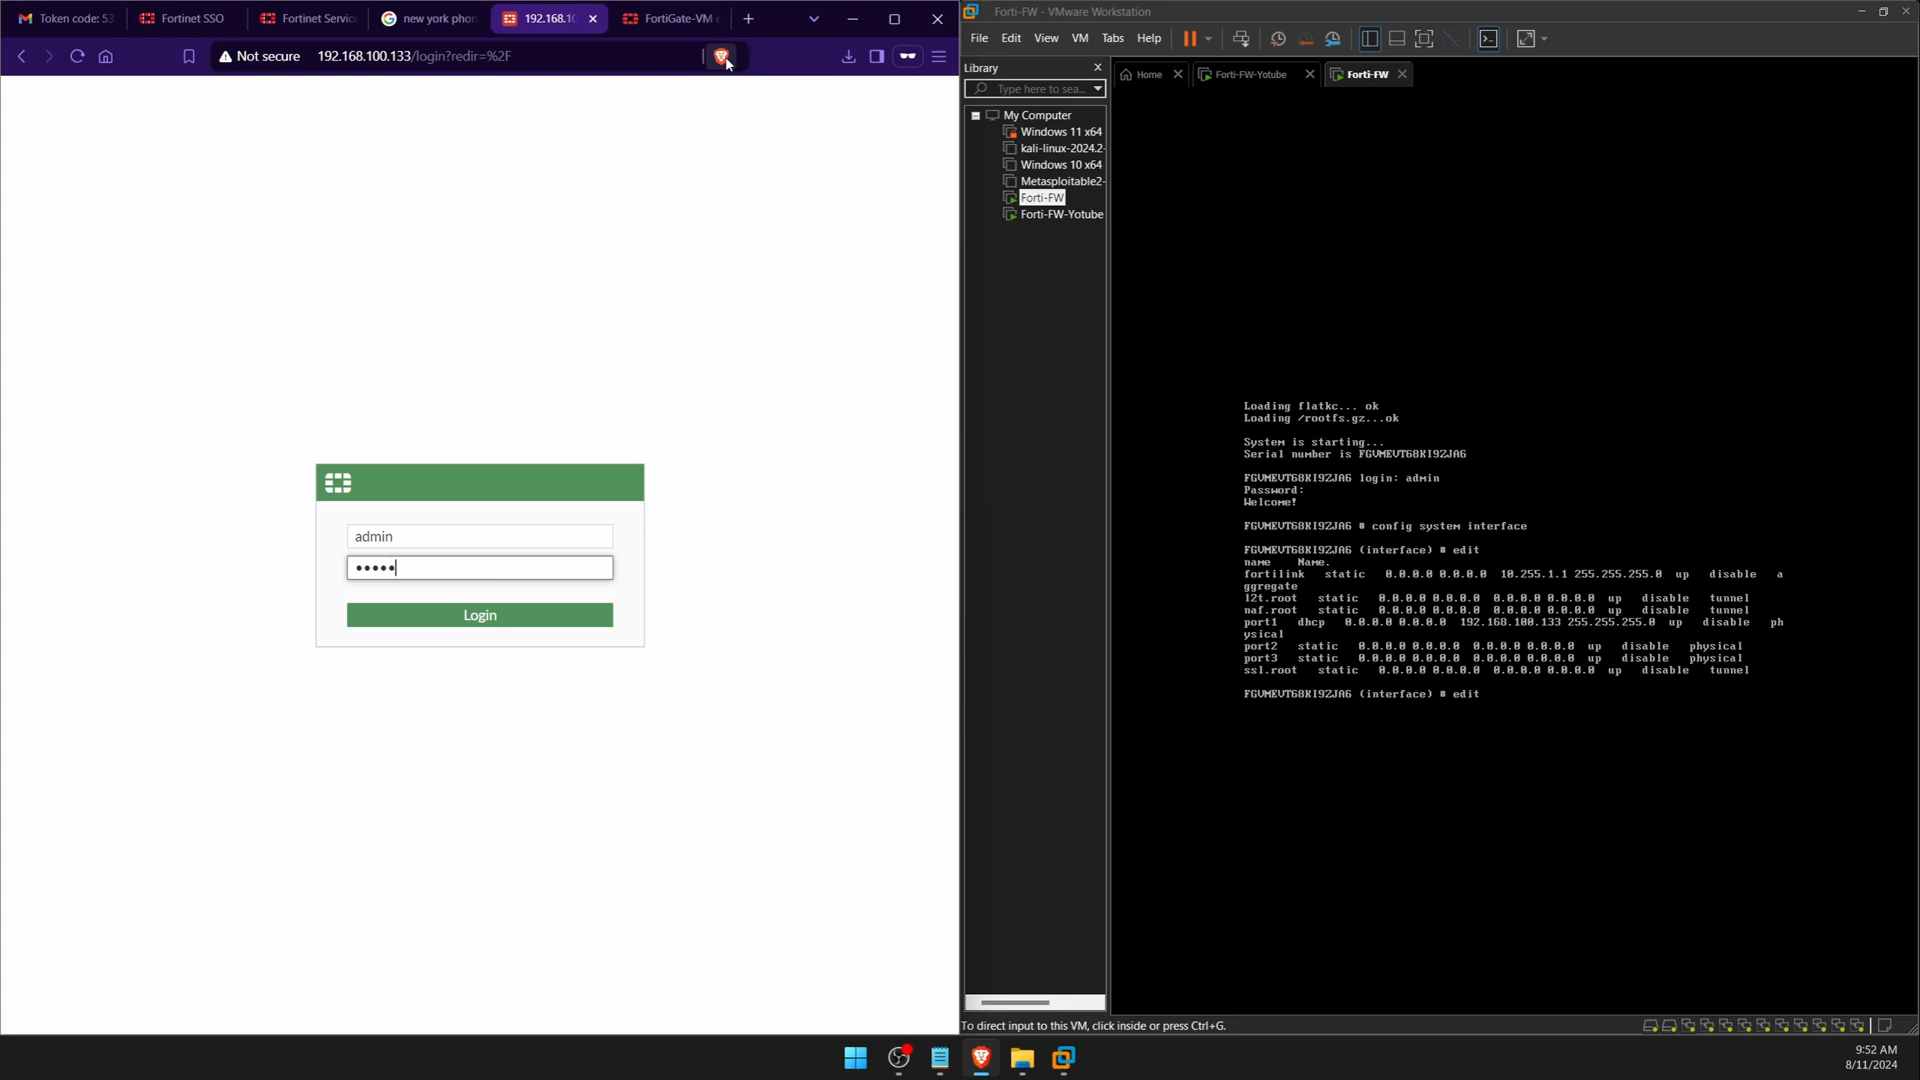 Token code: 53
Fortinet SSO
Fortinet Servic
new york phon
192.168.10
FortiGate-VM
Not secure
192.168.100.133/login?redir=%2F
admin
•••••
Login
Forti-FW - VMware Workstation
File Edit View VM Tabs Help
Library
Type here to sea...
My Computer
Windows 11 x64
kali-linux-2024.2-
Windows 10 x64
Metasploitable2-
Forti-FW
Forti-FW-Yotube
Home
Forti-FW-Yotube
Forti-FW
Loading flatkc... ok
Loading /rootfs.gz...ok
System is starting...
Serial number is FGVMEVT68KI9ZJA6
FGVMEVT68KI9ZJA6 login: admin
Password:
Welcome!
FGVMEVT68KI9ZJA6 # config system interface
FGVMEVT68KI9ZJA6 (interface) # edit
name Name.
fortilink static 0.0.0.0 0.0.0.0 10.255.1.1 255.255.255.0 up disable a
ggregate
l2t.root static 0.0.0.0 0.0.0.0 0.0.0.0 0.0.0.0 up disable tunnel
naf.root static 0.0.0.0 0.0.0.0 0.0.0.0 0.0.0.0 up disable tunnel
port1 dhcp 0.0.0.0 0.0.0.0 192.168.100.133 255.255.255.0 up disable ph
ysical
port2 static 0.0.0.0 0.0.0.0 0.0.0.0 0.0.0.0 up disable physical
port3 static 0.0.0.0 0.0.0.0 0.0.0.0 0.0.0.0 up disable physical
ssl.root static 0.0.0.0 0.0.0.0 0.0.0.0 0.0.0.0 up disable tunnel
FGVMEVT68KI9ZJA6 (interface) # edit
To direct input to this VM, click inside or press Ctrl+G.
9:52 AM
8/11/2024